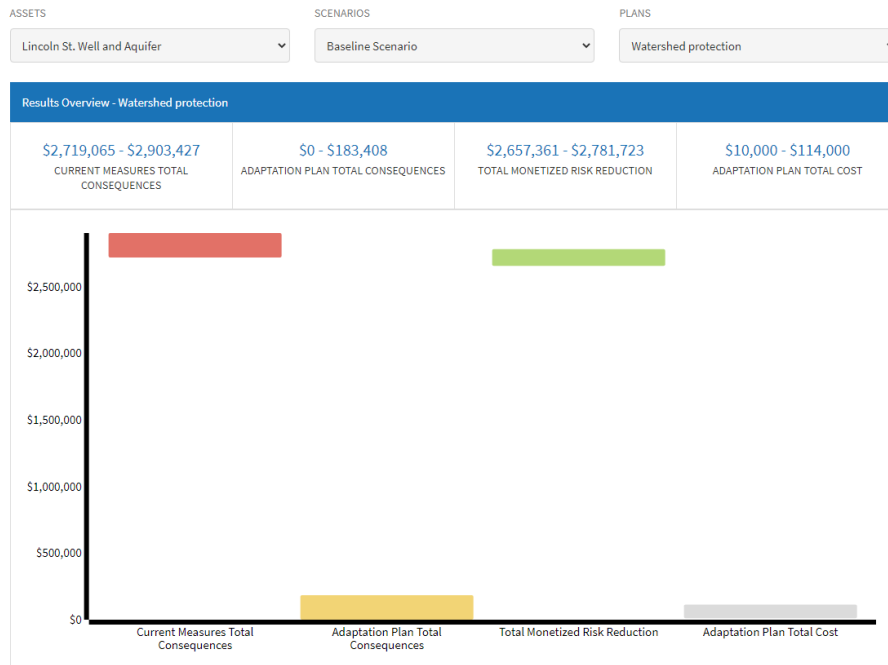 ASSETS
SCENARIOS
PLANS
Lincoln St. Well and Aquifer
Baseline Scenario
Watershed protection
Results Overview - Watershed protection
$2,719,065 - $2,903,427
CURRENT MEASURES TOTAL
CONSEQUENCES
$0 - $183,408
ADAPTATION PLAN TOTAL CONSEQUENCES
$2,657,361 - $2,781,723
TOTAL MONETIZED RISK REDUCTION
$10,000 - $114,000
ADAPTATION PLAN TOTAL COST
$2,500,000
$2,000,000
$1,500,000
$1,000,000
$500,000
$0
Current Measures Total
Consequences
Adaptation Plan Total
Consequences
Total Monetized Risk Reduction
Adaptation Plan Total Cost